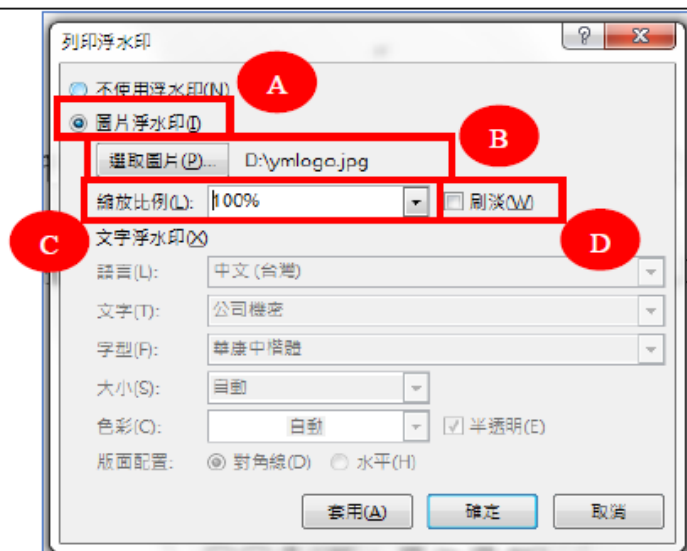 列印浮水印
不使用浮水印(N)
A
圖片浮水印(I)
B
選取圖片(P)... D:\ymlogo.jpg
縮放比例(L): 100% 刷淡(W)
C
D
文字浮水印(X)
語言(L): 中文 (台灣)
文字(T): 公司機密
字型(F): 華康中楷體
大小(S): 自動
色彩(C): 自動 半透明(E)
版面配置: 對角線(D) 水平(H)
套用(A) 確定 取消